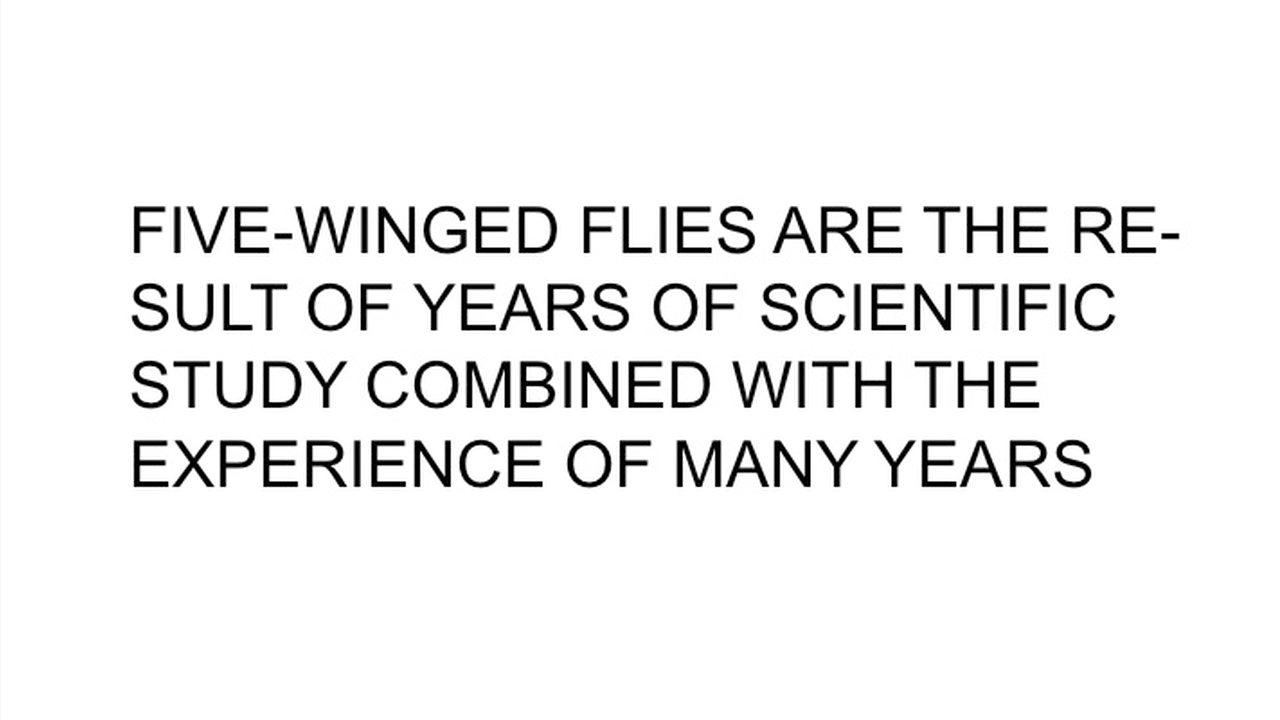 FIVE-WINGED FLIES ARE THE RE-
SULT OF YEARS OF SCIENTIFIC
STUDY COMBINED WITH THE
EXPERIENCE OF MANY YEARS